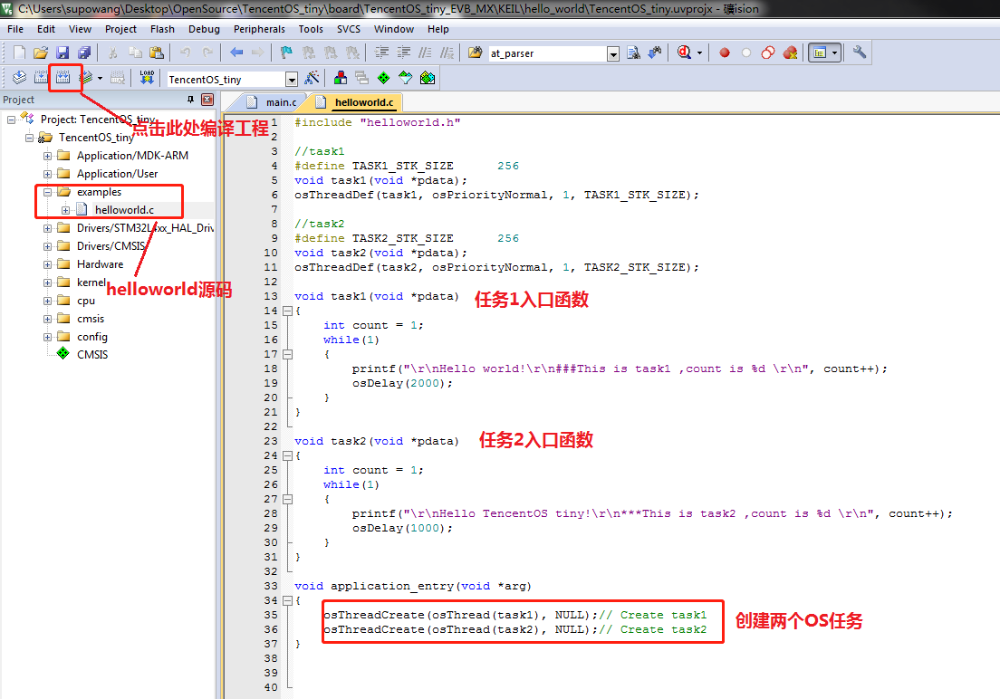 C:\Users\supowang\Desktop\OpenSource\TencentOS_tiny\board\TencentOS_tiny_EVB_MX\KEIL\hello_world\TencentOS_tiny.uvprojx - 礦ision
File Edit View Project Flash Debug Peripherals Tools SVCS Window Help
at_parser
LOAD TencentOS_tiny
Project
main.c helloworld.c
Project: TencentOS_tiny
点击此处编译工程
TencentOS_tiny
Application/MDK-ARM
Application/User
examples
helloworld.c
Drivers/STM32L4xx_HAL_Driv
Drivers/CMSIS
Hardware
kernel
helloworld源码
cpu
cmsis
config
CMSIS
1 #include "helloworld.h"
2
3 //task1
4 #define TASK1_STK_SIZE 256
5 void task1(void *pdata);
6 osThreadDef(task1, osPriorityNormal, 1, TASK1_STK_SIZE);
7
8 //task2
9 #define TASK2_STK_SIZE 256
10 void task2(void *pdata);
11 osThreadDef(task2, osPriorityNormal, 1, TASK2_STK_SIZE);
12
13 void task1(void *pdata) 任务1入口函数
14 {
15 int count = 1;
16 while(1)
17 {
18 printf("\r\nHello world!\r\n###This is task1 ,count is %d \r\n", count++);
19 osDelay(2000);
20 }
21 }
22
23 void task2(void *pdata) 任务2入口函数
24 {
25 int count = 1;
26 while(1)
27 {
28 printf("\r\nHello TencentOS tiny!\r\n***This is task2 ,count is %d \r\n", count++);
29 osDelay(1000);
30 }
31 }
32
33 void application_entry(void *arg)
34 {
35 osThreadCreate(osThread(task1), NULL);// Create task1
36 osThreadCreate(osThread(task2), NULL);// Create task2
创建两个OS任务
37 }
38
39
40